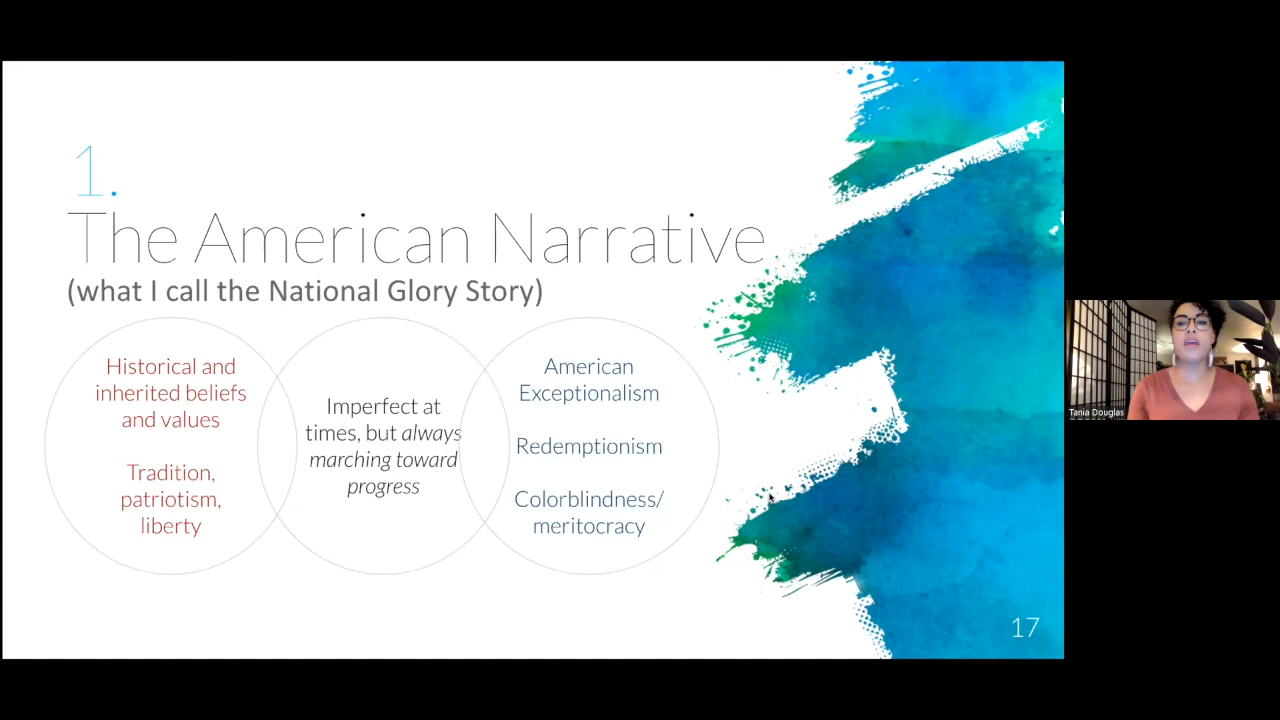 1.
The American Narrative
(what I call the National Glory Story)
Historical and
inherited beliefs
and values
Tradition,
patriotism,
liberty
Imperfect at
times, but always
marching toward
progress
American
Exceptionalism
Redemptionism
Colorblindness/
meritocracy
17
Tania Douglas